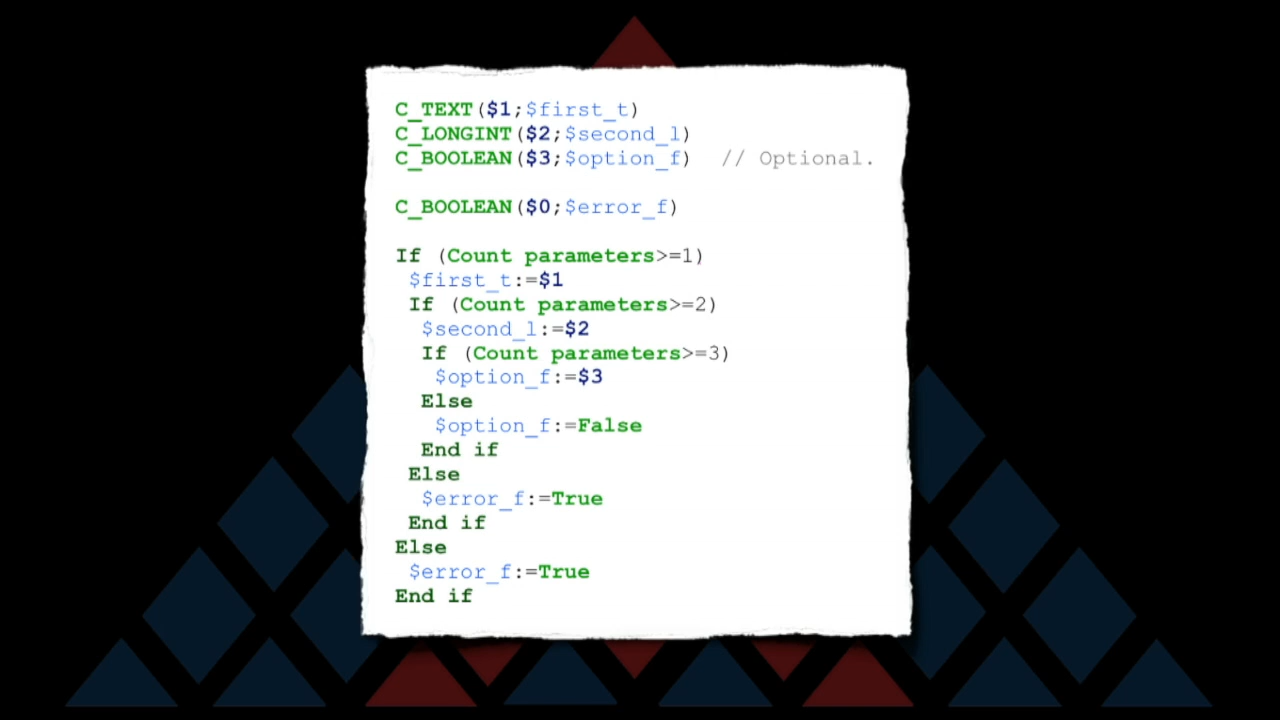 C_TEXT($1;$first_t)
C_LONGINT($2;$second_l)
C_BOOLEAN($3;$option_f)  // Optional.
C_BOOLEAN($0;$error_f)
If (Count parameters>=1)
 $first_t:=$1
 If (Count parameters>=2)
  $second_l:=$2
  If (Count parameters>=3)
   $option_f:=$3
  Else
   $option_f:=False
  End if
 Else
  $error_f:=True
 End if
Else
 $error_f:=True
End if